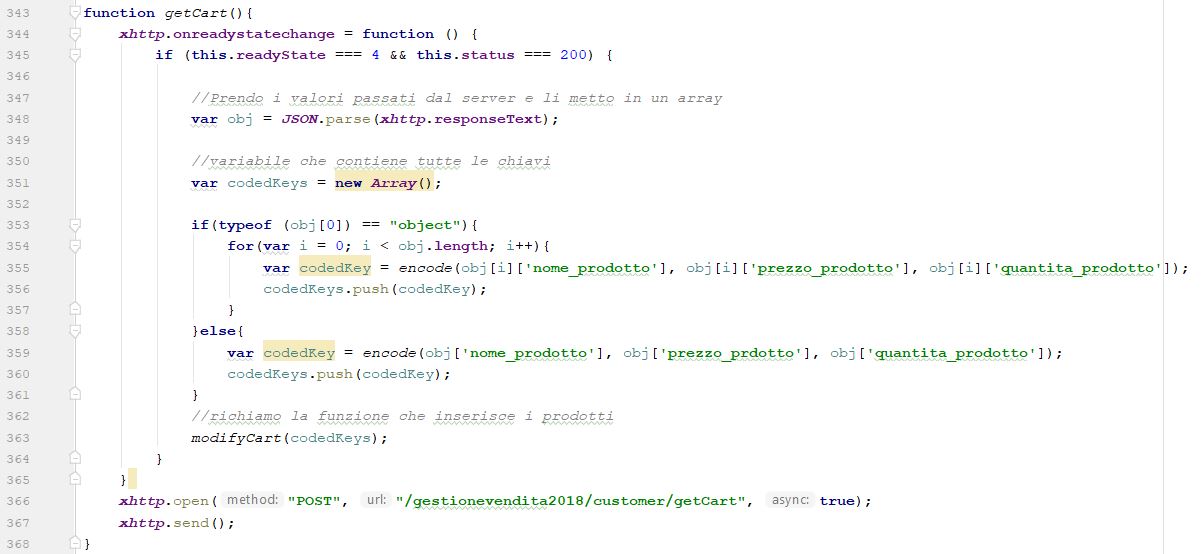 343 function getCart(){
344 xhttp.onreadystatechange = function () {
345 if (this.readyState === 4 && this.status === 200) {
346
347 //Prendo i valori passati dal server e li metto in un array
348 var obj = JSON.parse(xhttp.responseText);
349
350 //variabile che contiene tutte le chiavi
351 var codedKeys = new Array();
352
353 if(typeof (obj[0]) == "object"){
354 for(var i = 0; i < obj.length; i++){
355 var codedKey = encode(obj[i]['nome_prodotto'], obj[i]['prezzo_prodotto'], obj[i]['quantita_prodotto']);
356 codedKeys.push(codedKey);
357 }
358 }else{
359 var codedKey = encode(obj['nome_prodotto'], obj['prezzo_prdotto'], obj['quantita_prodotto']);
360 codedKeys.push(codedKey);
361 }
362 //richiamo la funzione che inserisce i prodotti
363 modifyCart(codedKeys);
364 }
365 }
366 xhttp.open( method: "POST", url: "/gestionevendita2018/customer/getCart", async: true);
367 xhttp.send();
368 }